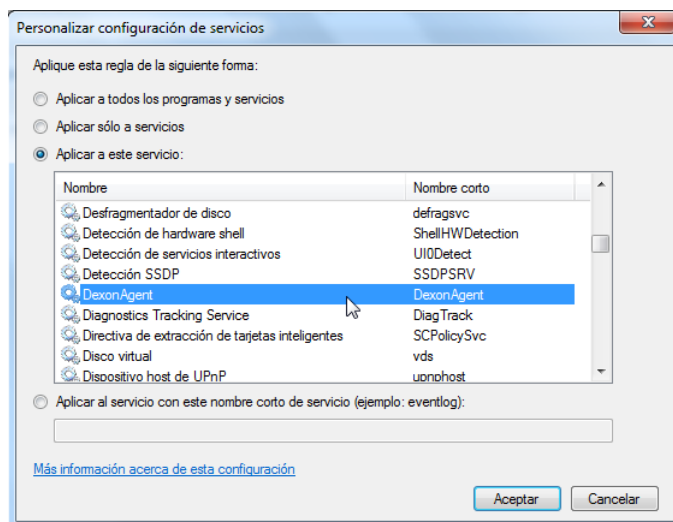 Personalizar configuración de servicios
Aplique esta regla de la siguiente forma:
Aplicar a todos los programas y servicios
Aplicar sólo a servicios
Aplicar a este servicio:
Nombre Nombre corto
Desfragmentador de disco defragsvc
Detección de hardware shell ShellHWDetection
Detección de servicios interactivos UI0Detect
Detección SSDP SSDPSRV
DexonAgent DexonAgent
Diagnostics Tracking Service DiagTrack
Directiva de extracción de tarjetas inteligentes SCPolicySvc
Disco virtual vds
Dispositivo host de UPnP upnphost
Aplicar al servicio con este nombre corto de servicio (ejemplo: eventlog):
Más información acerca de esta configuración
Aceptar Cancelar